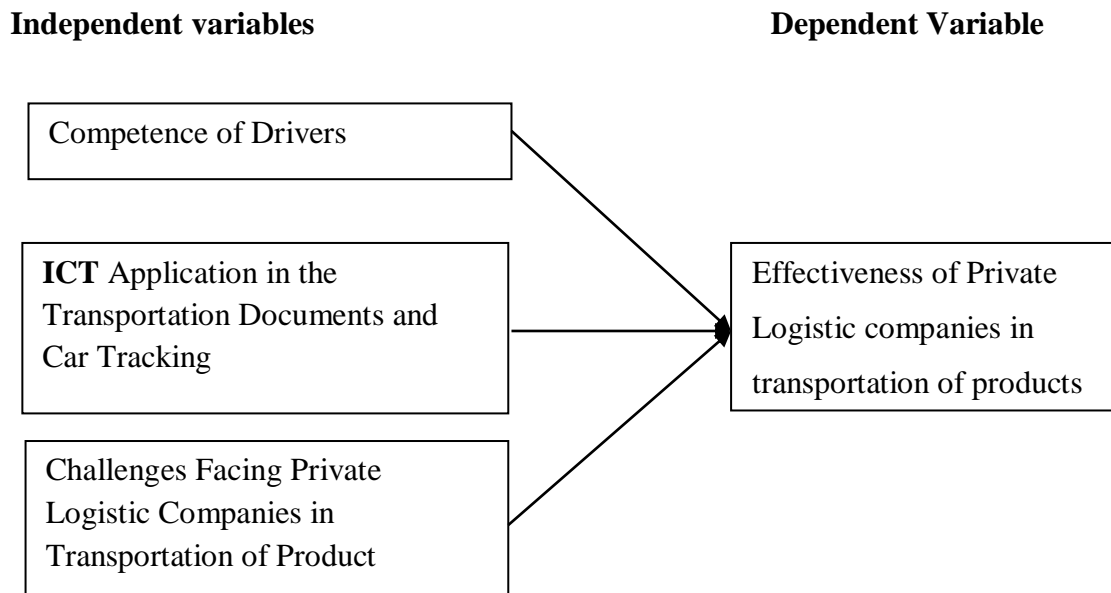 Independent variables
Dependent Variable
Competence of Drivers
ICT Application in the
Transportation Documents and
Car Tracking
Challenges Facing Private
Logistic Companies in
Transportation of Product
Effectiveness of Private
Logistic companies in
transportation of products